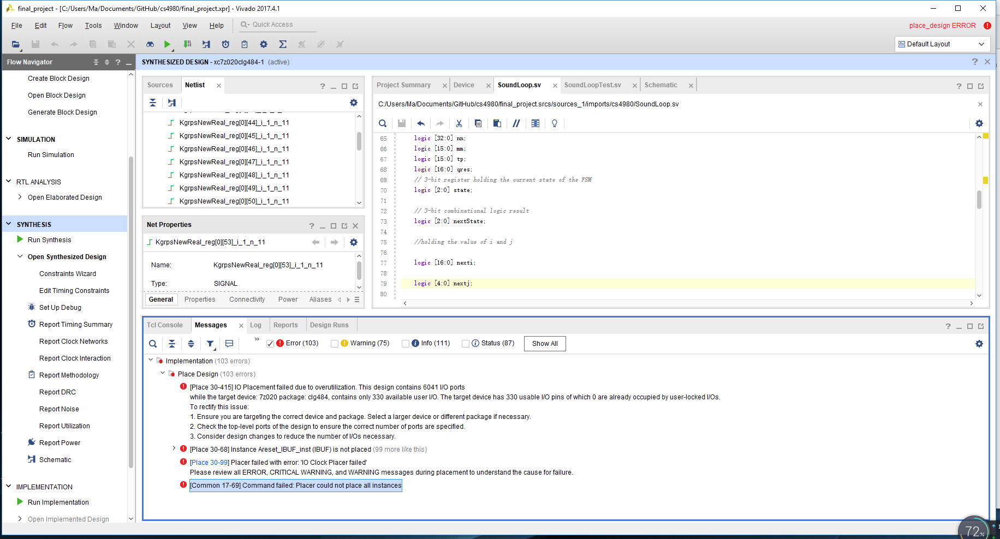 final_project - [C:/Users/Ma/Documents/GitHub/cs4980/final_project.xpr] - Vivado 2017.4.1
File Edit Flow Tools Window Layout View Help Quick Access
place_design ERROR
Default Layout
Flow Navigator
Create Block Design
Open Block Design
Generate Block Design
SIMULATION
Run Simulation
RTL ANALYSIS
Open Elaborated Design
SYNTHESIS
Run Synthesis
Open Synthesized Design
Constraints Wizard
Edit Timing Constraints
Set Up Debug
Report Timing Summary
Report Clock Networks
Report Clock Interaction
Report Methodology
Report DRC
Report Noise
Report Utilization
Report Power
Schematic
IMPLEMENTATION
Run Implementation
Open Implemented Design
SYNTHESIZED DESIGN - xc7z020clg484-1 (active)
Sources Netlist
KgrpsNewReal_reg[0][44]_i_1_n_11
KgrpsNewReal_reg[0][45]_i_1_n_11
KgrpsNewReal_reg[0][46]_i_1_n_11
KgrpsNewReal_reg[0][47]_i_1_n_11
KgrpsNewReal_reg[0][48]_i_1_n_11
KgrpsNewReal_reg[0][49]_i_1_n_11
KgrpsNewReal_reg[0][50]_i_1_n_11
Net Properties
KgrpsNewReal_reg[0][53]_i_1_n_11
Name: KgrpsNewReal_reg[0][53]_i_1_n_11
Type: SIGNAL
General Properties Connectivity Power Aliases
Project Summary Device SoundLoop.sv SoundLoopTest.sv Schematic
C:/Users/Ma/Documents/GitHub/cs4980/final_project.srcs/sources_1/imports/cs4980/SoundLoop.sv
65 logic [32:0] nn;
66 logic [15:0] mm;
67 logic [15:0] tp;
68 logic [16:0] qres;
69 // 3-bit register holding the current state of the FSM
70 logic [2:0] state;
71
72 // 3-bit combinational logic result
73 logic [2:0] nextState;
74
75 //holding the value of i and j
76
77 logic [16:0] nexti;
78
79 logic [4:0] nextj;
80
Tcl Console Messages Log Reports Design Runs
Error (103) Warning (75) Info (111) Status (87) Show All
Implementation (103 errors)
Place Design (103 errors)
[Place 30-415] IO Placement failed due to overutilization. This design contains 6041 I/O ports
while the target device: 7z020 package: clg484, contains only 330 available user I/O. The target device has 330 usable I/O pins of which 0 are already occupied by user-locked I/Os.
To rectify this issue:
1. Ensure you are targeting the correct device and package. Select a larger device or different package if necessary.
2. Check the top-level ports of the design to ensure the correct number of ports are specified.
3. Consider design changes to reduce the number of I/Os necessary.
[Place 30-68] Instance Areset_IBUF_inst (IBUF) is not placed (99 more like this)
[Place 30-99] Placer failed with error: 'IO Clock Placer failed'
Please review all ERROR, CRITICAL WARNING, and WARNING messages during placement to understand the cause for failure.
[Common 17-69] Command failed: Placer could not place all instances
72%